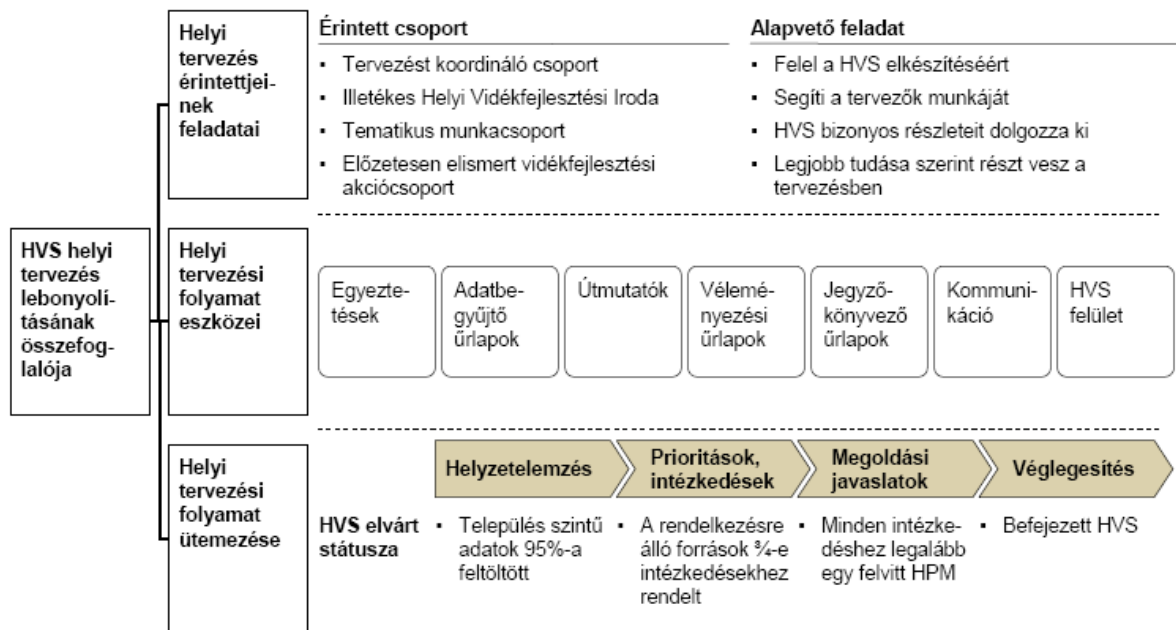 HVS helyi
tervezés
lebonyolí-
tásának
összefog-
lalója
Helyi
tervezés
érintettjei-
nek
feladatai
Érintett csoport
▪ Tervezést koordináló csoport
▪ Illetékes Helyi Vidékfejlesztési Iroda
▪ Tematikus munkacsoport
▪ Előzetesen elismert vidékfejlesztési
akciócsoport
Alapvető feladat
▪ Felel a HVS elkészítéséért
▪ Segíti a tervezők munkáját
▪ HVS bizonyos részleteit dolgozza ki
▪ Legjobb tudása szerint részt vesz a
tervezésben
Helyi
tervezési
folyamat
eszközei
Egyezte-
tések
Adatbe-
gyűjtő
űrlapok
Útmutatók
Vélemé-
nyezési
űrlapok
Jegyző-
könyvező
űrlapok
Kommuni-
káció
HVS
felület
Helyi
tervezési
folyamat
ütemezése
Helyzetelemzés
Prioritások,
intézkedések
Megoldási
javaslatok
Véglegesítés
HVS elvárt
státusza
▪ Település szintű
adatok 95%-a
feltöltött
▪ A rendelkezésre
álló források ¾-e
intézkedésekhez
rendelt
▪ Minden intézke-
déshez legalább
egy felvitt HPM
▪ Befejezett HVS